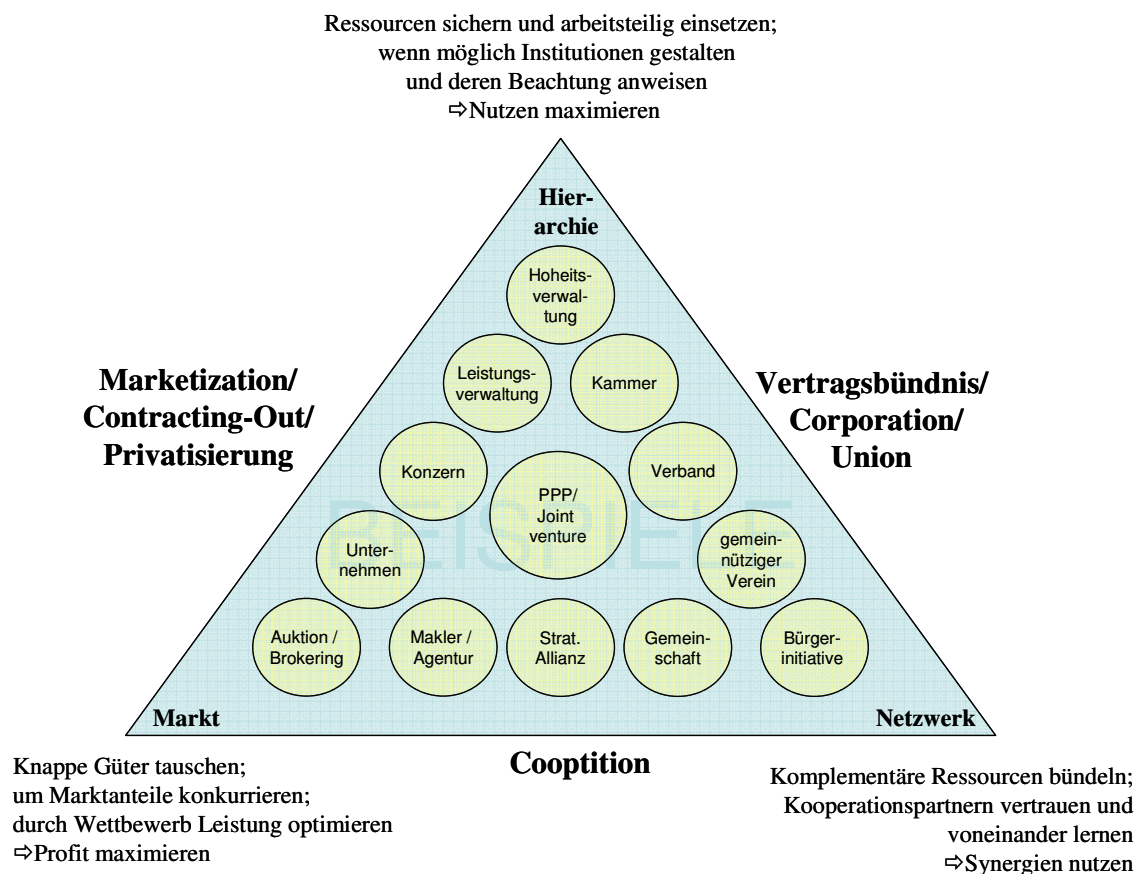 Ressourcen sichern und arbeitsteilig einsetzen;
wenn möglich Institutionen gestalten
und deren Beachtung anweisen
⇨Nutzen maximieren
Hier-
archie
Hoheits-
verwal-
tung
Leistungs-
verwaltung
Kammer
Marketization/
Contracting-Out/
Privatisierung
Vertragsbündnis/
Corporation/
Union
Konzern
PPP/
Joint
venture
Verband
BEISPIELE
Unter-
nehmen
gemein-
nütziger
Verein
Auktion /
Brokering
Makler /
Agentur
Strat.
Allianz
Gemein-
schaft
Bürger-
initiative
Markt
Netzwerk
Cooptition
Knappe Güter tauschen;
um Marktanteile konkurrieren;
durch Wettbewerb Leistung optimieren
⇨Profit maximieren
Komplementäre Ressourcen bündeln;
Kooperationspartnern vertrauen und
voneinander lernen
⇨Synergien nutzen